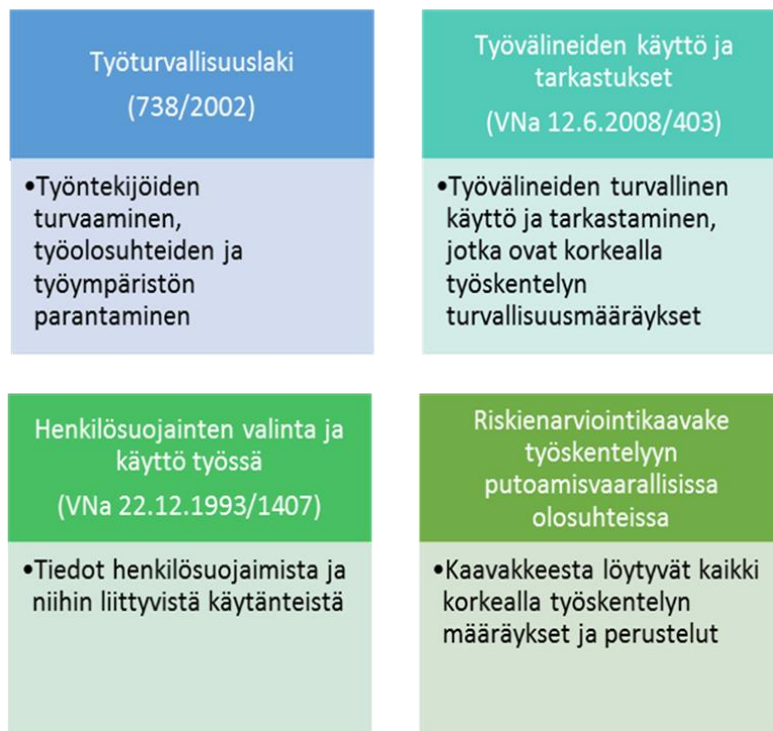 Työturvallisuuslaki
(738/2002)
•Työntekijöiden
turvaaminen,
työolosuhteiden ja
työympäristön
parantaminen
Työvälineiden käyttö ja
tarkastukset
(VNa 12.6.2008/403)
•Työvälineiden turvallinen
käyttö ja tarkastaminen,
jotka ovat korkealla
työskentelyn
turvallisuusmääräykset
Henkilösuojainten valinta ja
käyttö työssä
(VNa 22.12.1993/1407)
•Tiedot henkilösuojaimista ja
niihin liittyvistä käytänteistä
Riskienarviointikaavake
työskentelyyn
putoamisvaarallisissa
olosuhteissa
•Kaavakkeesta löytyvät kaikki
korkealla työskentelyn
määräykset ja perustelut